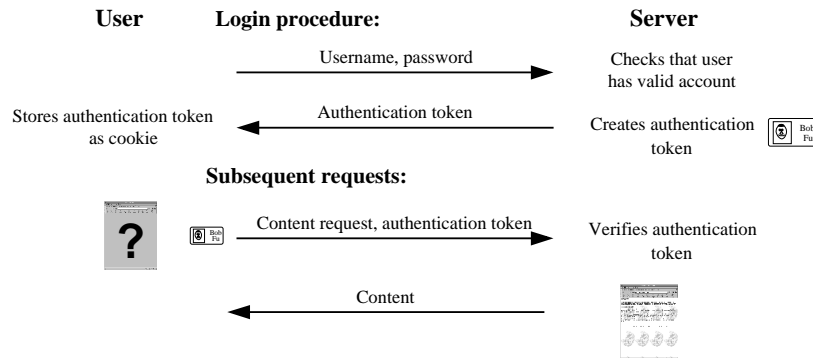 User
Login procedure:
Server
Username, password
Checks that user
has valid account
Stores authentication token
as cookie
Authentication token
Creates authentication
token
Bob
Fu
Subsequent requests:
?
Bob
Fu
Content request, authentication token
Verifies authentication
token
Content